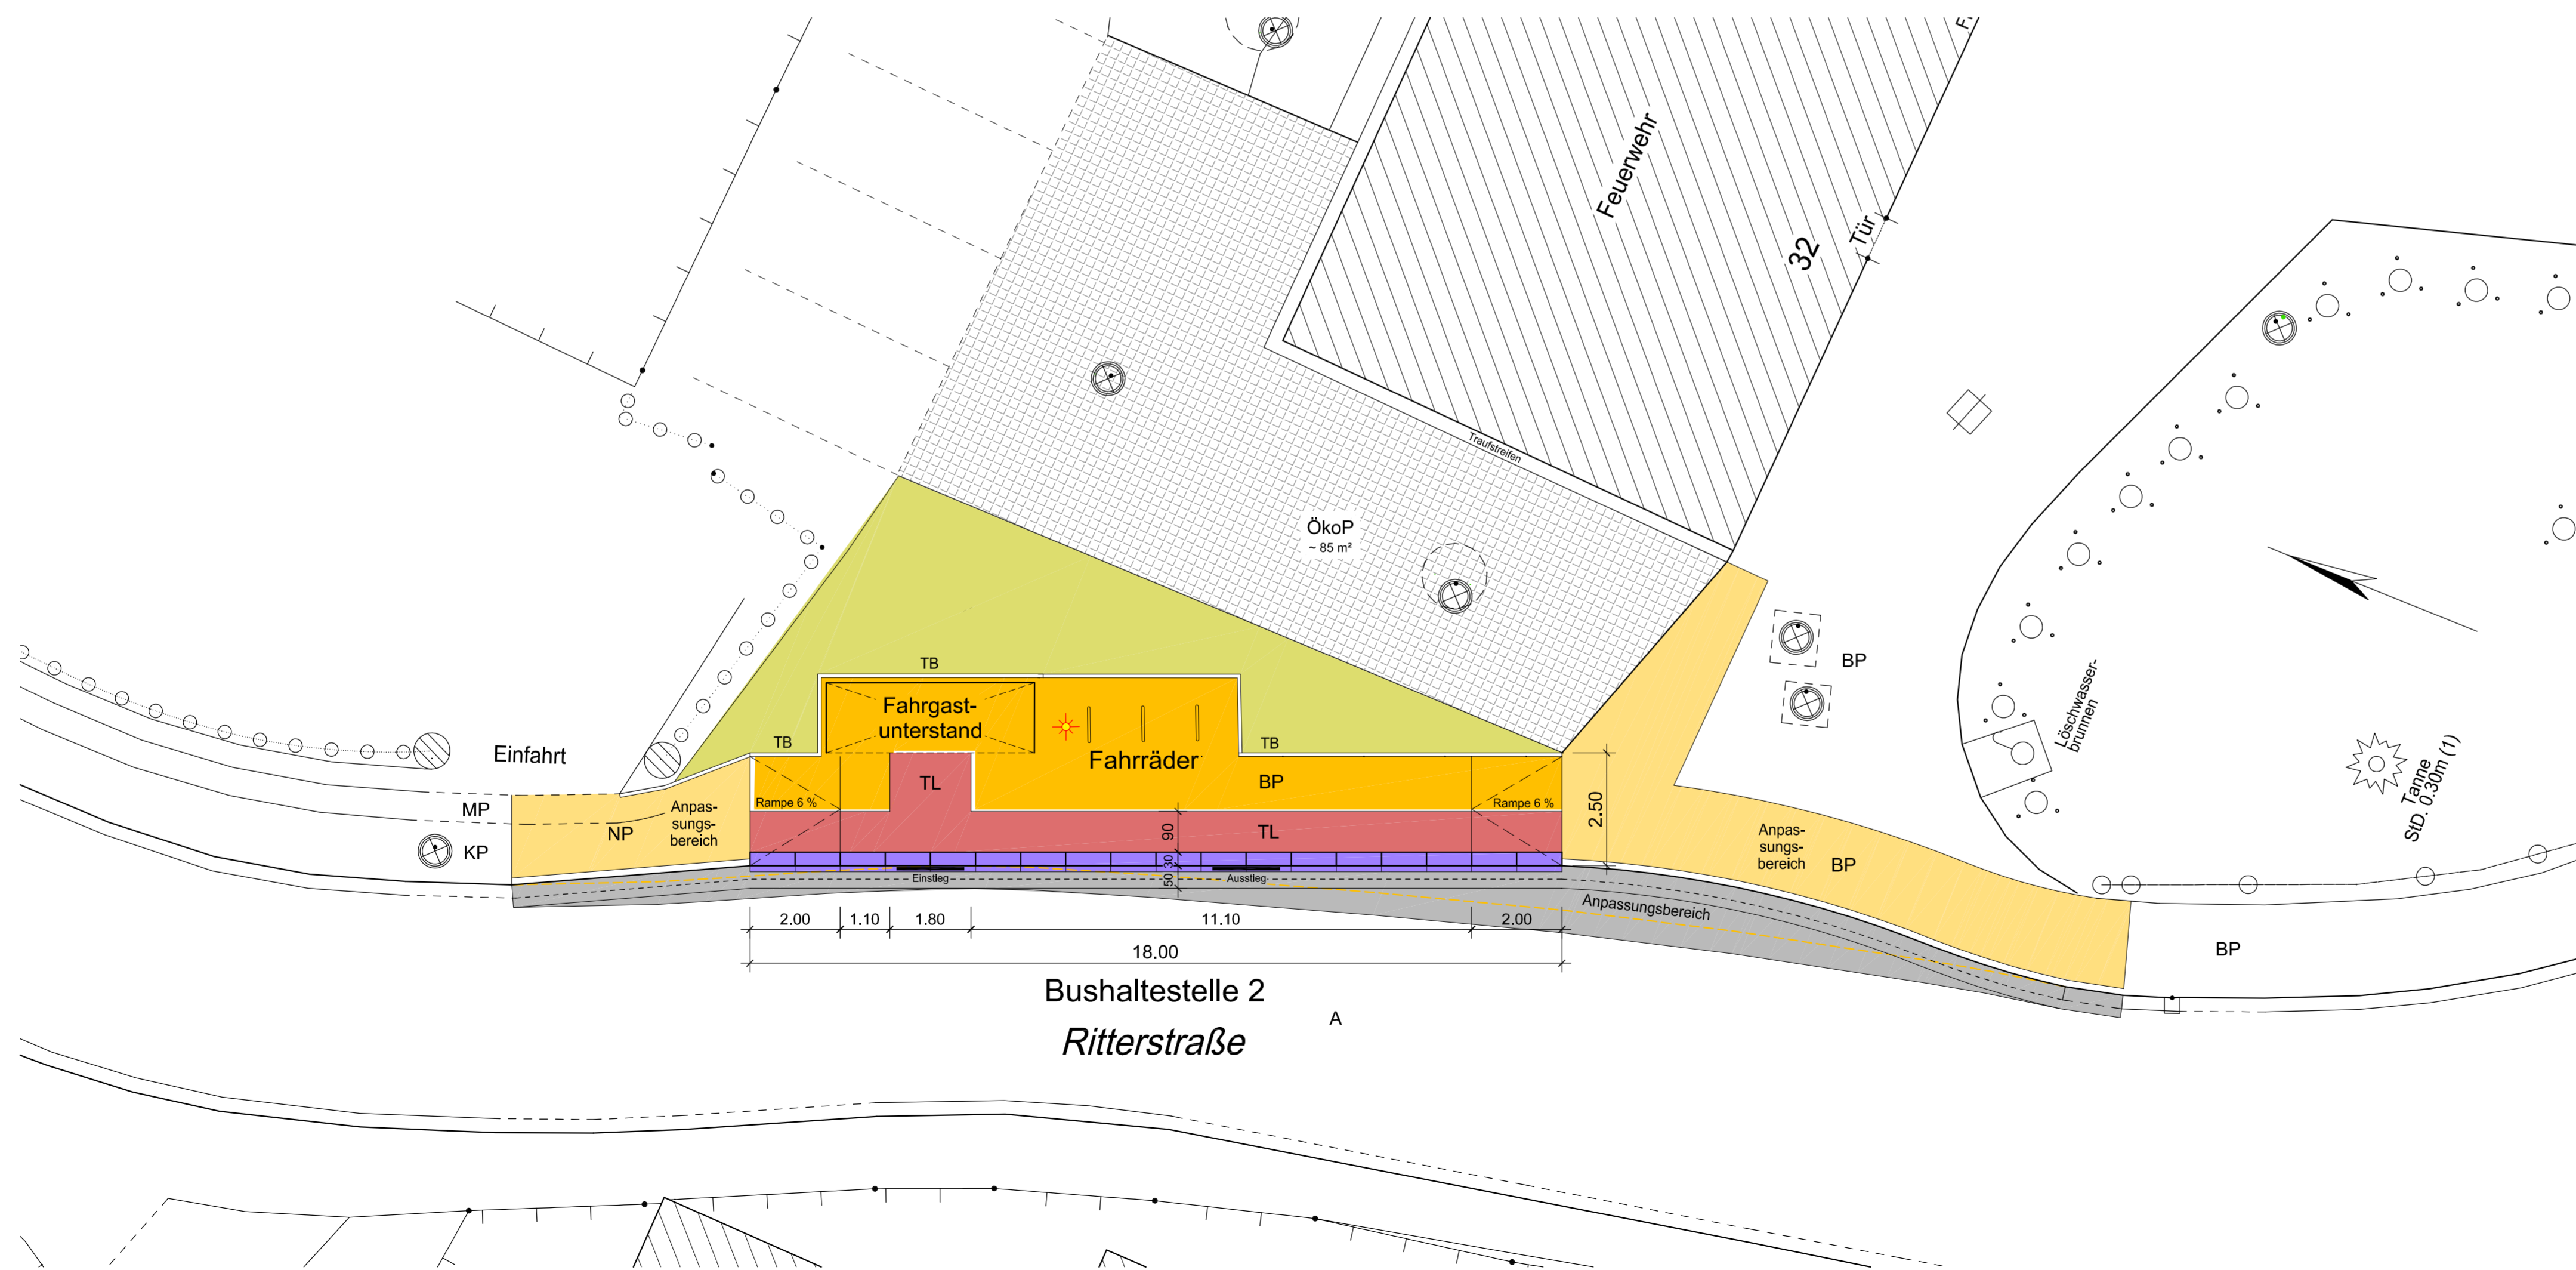 F
Feuerwehr
32
Tür
Traufstreifen
ÖkoP
~ 85 m²
BP
Löschwasser-
brunnen
Tanne
StD. 0.30m (1)
TB
Fahrgast-
unterstand
TB
TB
Einfahrt
Fahrräder
TL
BP
Rampe 6 %
Rampe 6 %
2.50
MP
NP
Anpas-
sungs-
bereich
KP
90
TL
30
50
Einstieg
Ausstieg
Anpas-
sungs-
bereich
BP
Anpassungsbereich
2.00
1.10
1.80
11.10
2.00
18.00
BP
Bushaltestelle 2
A
Ritterstraße